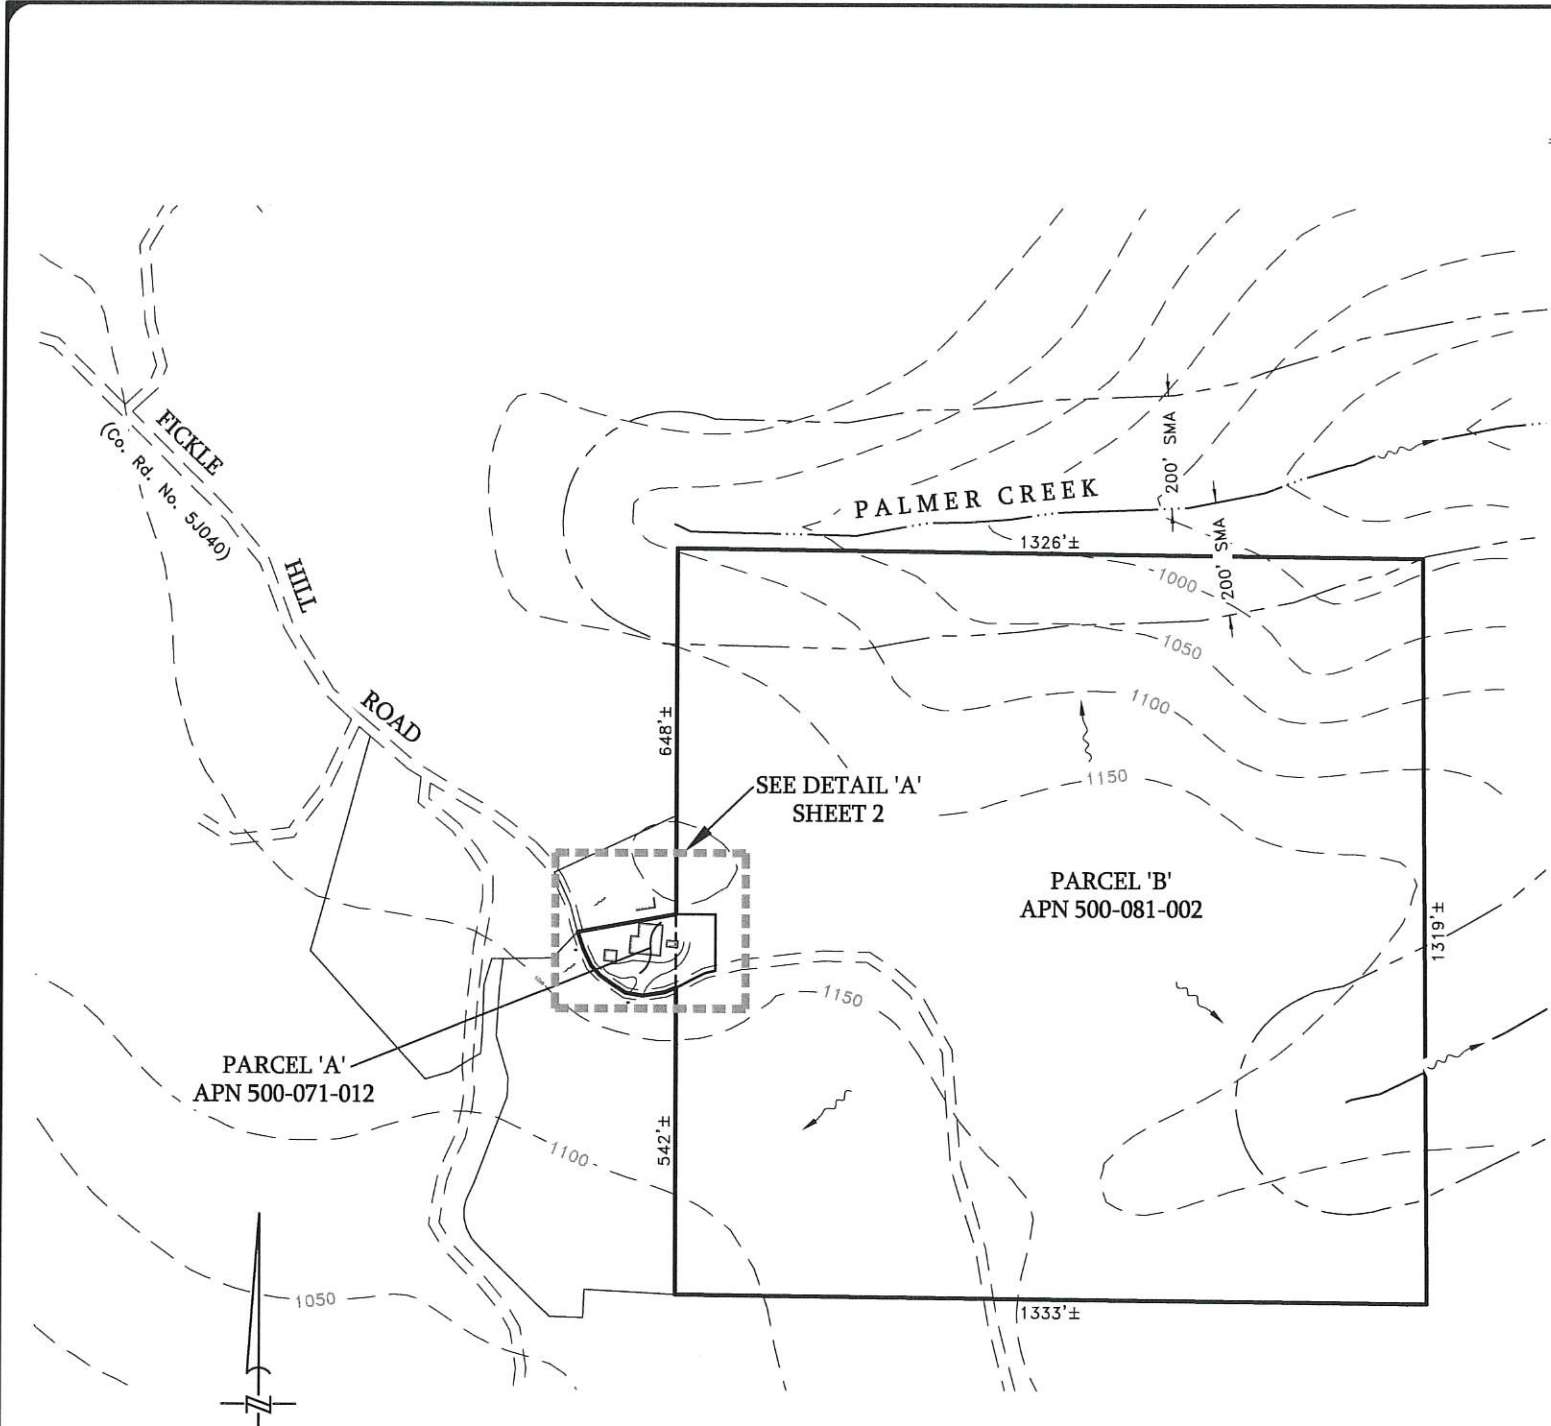 FICKLE
HILL
ROAD
(Co. Rd. No. 5J040)
200' SMA
PALMER CREEK
200' SMA
1326'±
1000
1050
1100
648'±
1150
SEE DETAIL 'A'
SHEET 2
PARCEL 'B'
APN 500-081-002
1319'±
1150
PARCEL 'A'
APN 500-071-012
542'±
1100
1050
1333'±
N